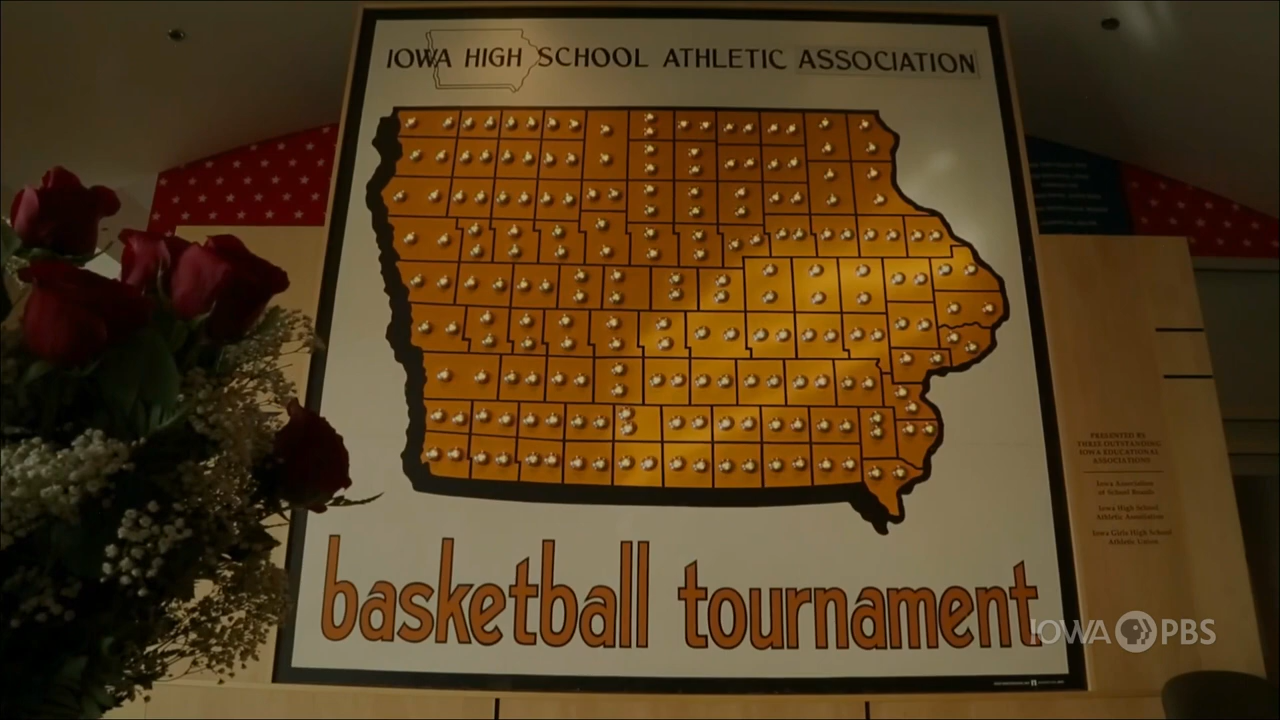 IOWA HIGH SCHOOL ATHLETIC ASSOCIATION
basketball tournament
PRESENTED BY
THREE OUTSTANDING
IOWA EDUCATIONAL
ASSOCIATIONS
Iowa Association
of School Boards
Iowa High School
Athletic Association
Iowa Girls High School
Athletic Union
IOWA PBS